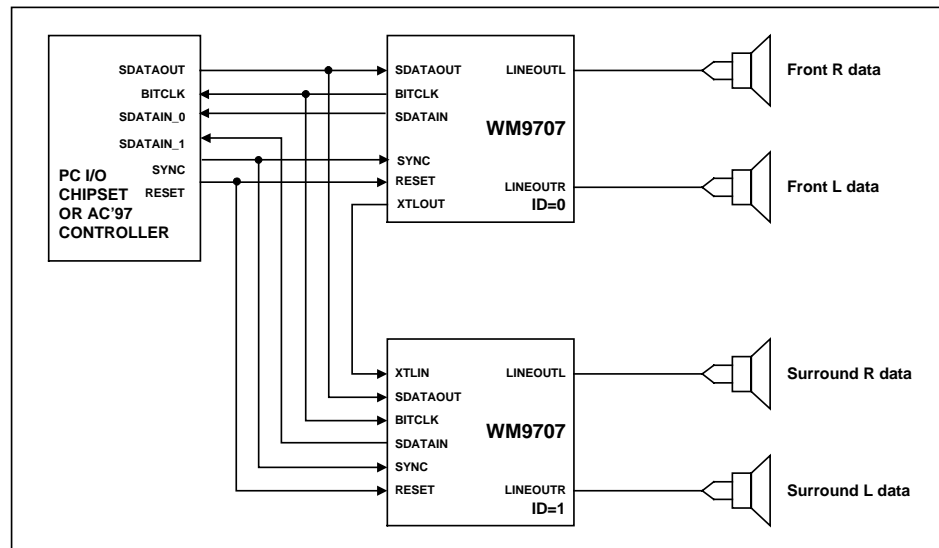 SDATAOUT
BITCLK
SDATAIN_0
SDATAIN_1
SYNC
RESET
PC I/O
CHIPSET
OR AC'97
CONTROLLER
SDATAOUT
BITCLK
SDATAIN
SYNC
RESET
XTLOUT
LINEOUTL
WM9707
LINEOUTR
ID=0
Front R data
Front L data
XTLIN
SDATAOUT
BITCLK
SDATAIN
SYNC
RESET
LINEOUTL
WM9707
LINEOUTR
ID=1
Surround R data
Surround L data